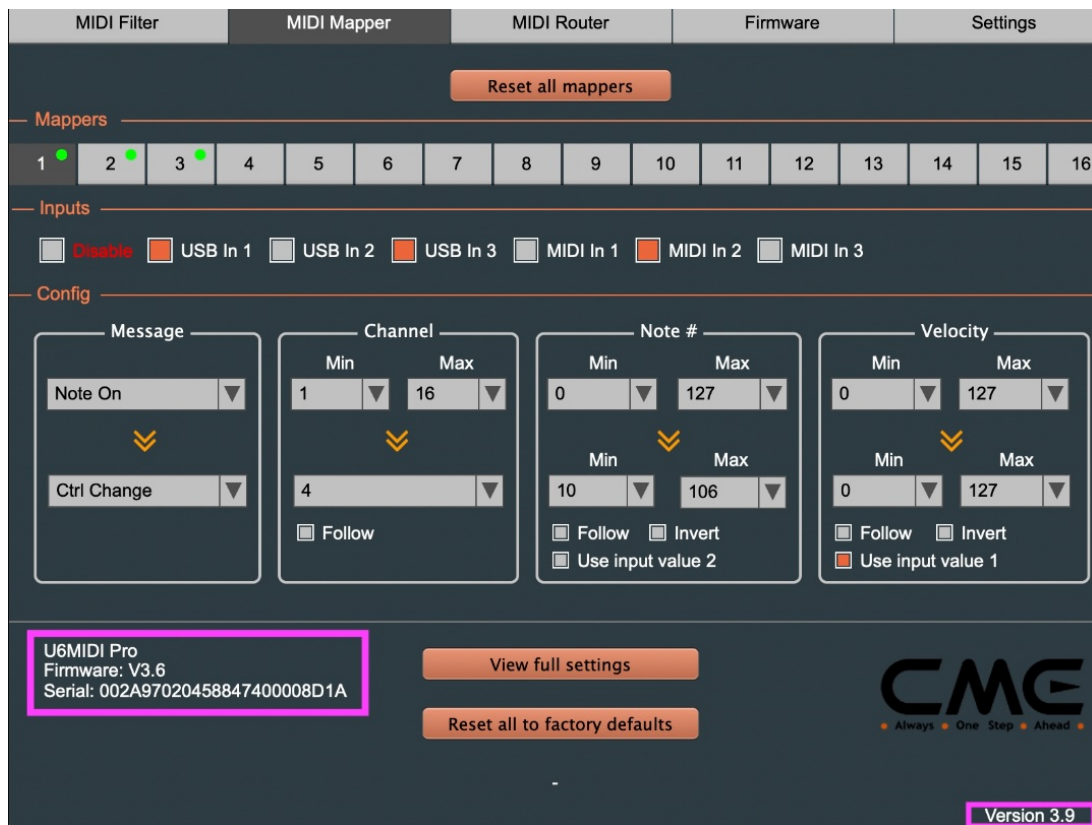 MIDI Filter MIDI Mapper MIDI Router Firmware Settings
Reset all mappers
Mappers
1 2 3 4 5 6 7 8 9 10 11 12 13 14 15 16
Inputs
Disable USB In 1 USB In 2 USB In 3 MIDI In 1 MIDI In 2 MIDI In 3
Config
Message Channel Note # Velocity
Min Max Min Max Min Max
Note On 1 16 0 127 0 127
Min Max Min Max
Ctrl Change 4 10 106 0 127
Follow Follow Invert Follow Invert
Use input value 2 Use input value 1
U6MIDI Pro
Firmware: V3.6
Serial: 002A97020458847400008D1A
View full settings
Reset all to factory defaults
CME
Always One Step Ahead
-
Version 3.9